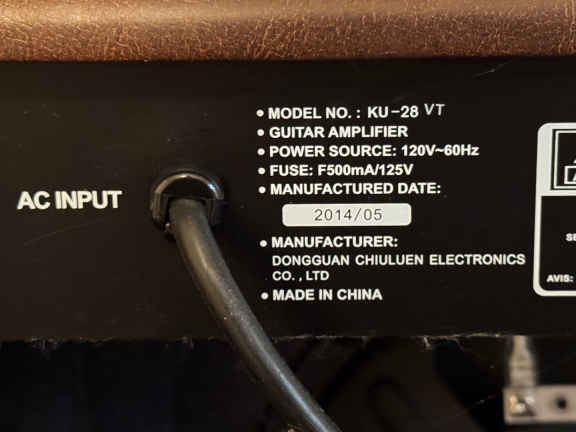 AC INPUT
• MODEL NO. : KU-28 VT
• GUITAR AMPLIFIER
• POWER SOURCE: 120V~60Hz
• FUSE: F500mA/125V
• MANUFACTURED DATE:
2014/05
• MANUFACTURER:
DONGGUAN CHIULUEN ELECTRONICS
CO. , LTD
• MADE IN CHINA
AVIS: